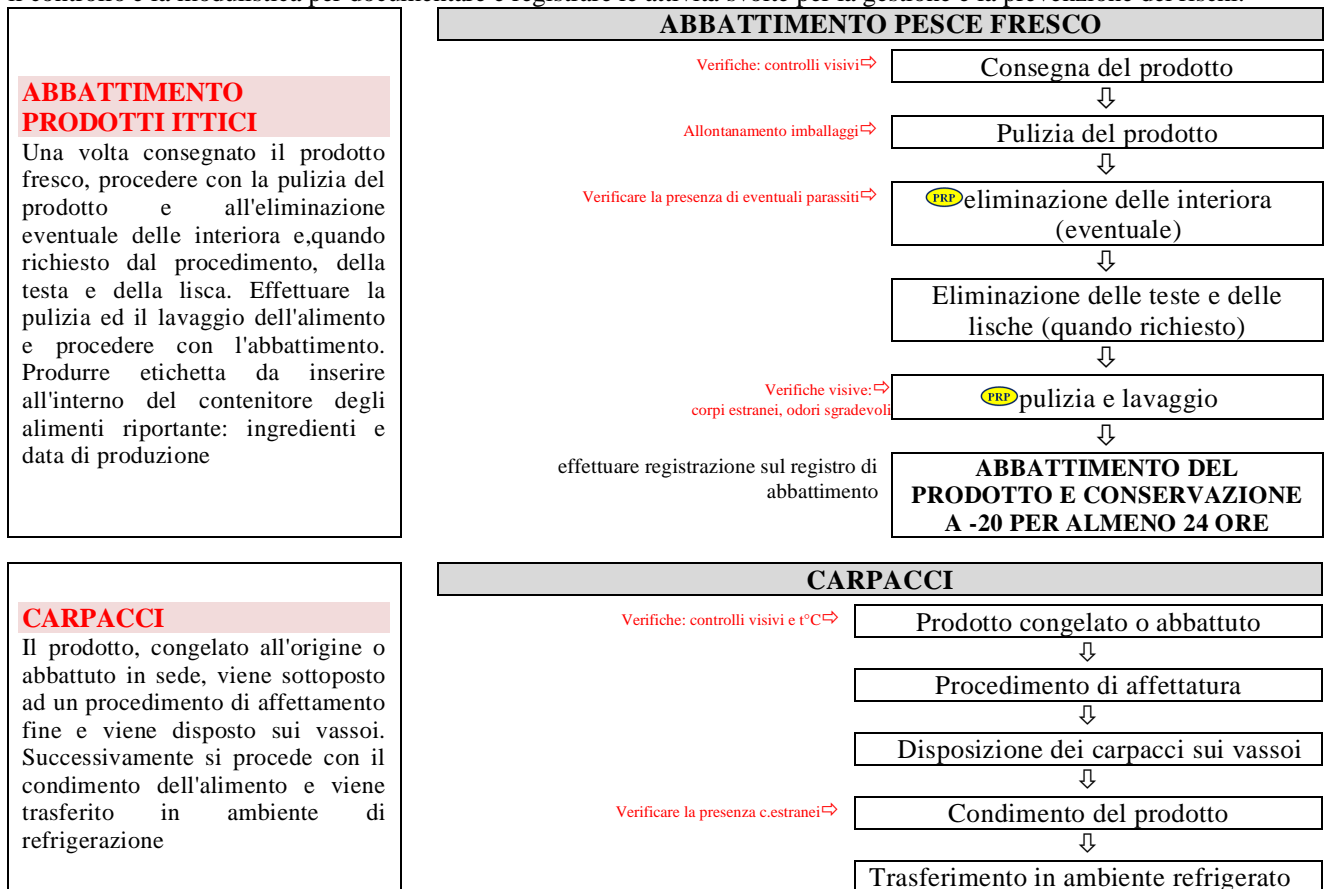 il controllo e la modulistica per documentare e registrare le attività svolte per la gestione e la prevenzione dei rischi.
ABBATTIMENTO
PRODOTTI ITTICI
Una volta consegnato il prodotto
fresco, procedere con la pulizia del
prodotto e all'eliminazione
eventuale delle interiora e,quando
richiesto dal procedimento, della
testa e della lisca. Effettuare la
pulizia ed il lavaggio dell'alimento
e procedere con l'abbattimento.
Produrre etichetta da inserire
all'interno del contenitore degli
alimenti riportante: ingredienti e
data di produzione
ABBATTIMENTO PESCE FRESCO
Verifiche: controlli visivi⇨ Consegna del prodotto
⇩
Allontanamento imballaggi⇨ Pulizia del prodotto
⇩
Verificare la presenza di eventuali parassiti⇨ PRP eliminazione delle interiora
(eventuale)
⇩
Eliminazione delle teste e delle
lische (quando richiesto)
⇩
Verifiche visive:⇨
corpi estranei, odori sgradevoli
PRP pulizia e lavaggio
⇩
effettuare registrazione sul registro di
abbattimento
ABBATTIMENTO DEL
PRODOTTO E CONSERVAZIONE
A -20 PER ALMENO 24 ORE
CARPACCI
Il prodotto, congelato all'origine o
abbattuto in sede, viene sottoposto
ad un procedimento di affettamento
fine e viene disposto sui vassoi.
Successivamente si procede con il
condimento dell'alimento e viene
trasferito in ambiente di
refrigerazione
CARPACCI
Verifiche: controlli visivi e t°C⇨ Prodotto congelato o abbattuto
⇩
Procedimento di affettatura
⇩
Disposizione dei carpacci sui vassoi
⇩
Verificare la presenza c.estranei⇨ Condimento del prodotto
⇩
Trasferimento in ambiente refrigerato